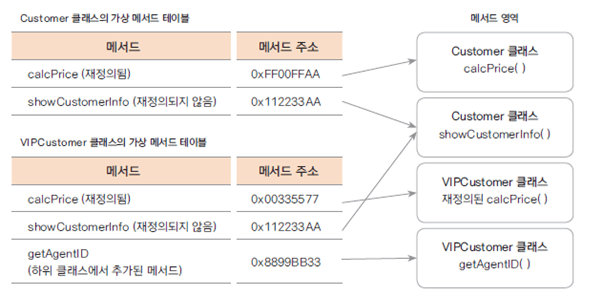 Customer 클래스의 가상 메서드 테이블
메서드 메서드 주소
calcPrice (재정의됨) 0xFF00FFAA
showCustomerInfo (재정의되지 않음) 0x112233AA
VIPCustomer 클래스의 가상 메서드 테이블
메서드 메서드 주소
calcPrice (재정의됨) 0x00335577
showCustomerInfo (재정의되지 않음) 0x112233AA
getAgentID
(하위 클래스에서 추가된 메서드) 0x8899BB33
메서드 영역
Customer 클래스
calcPrice( )
Customer 클래스
showCustomerInfo( )
VIPCustomer 클래스
재정의된 calcPrice( )
VIPCustomer 클래스
getAgentID( )